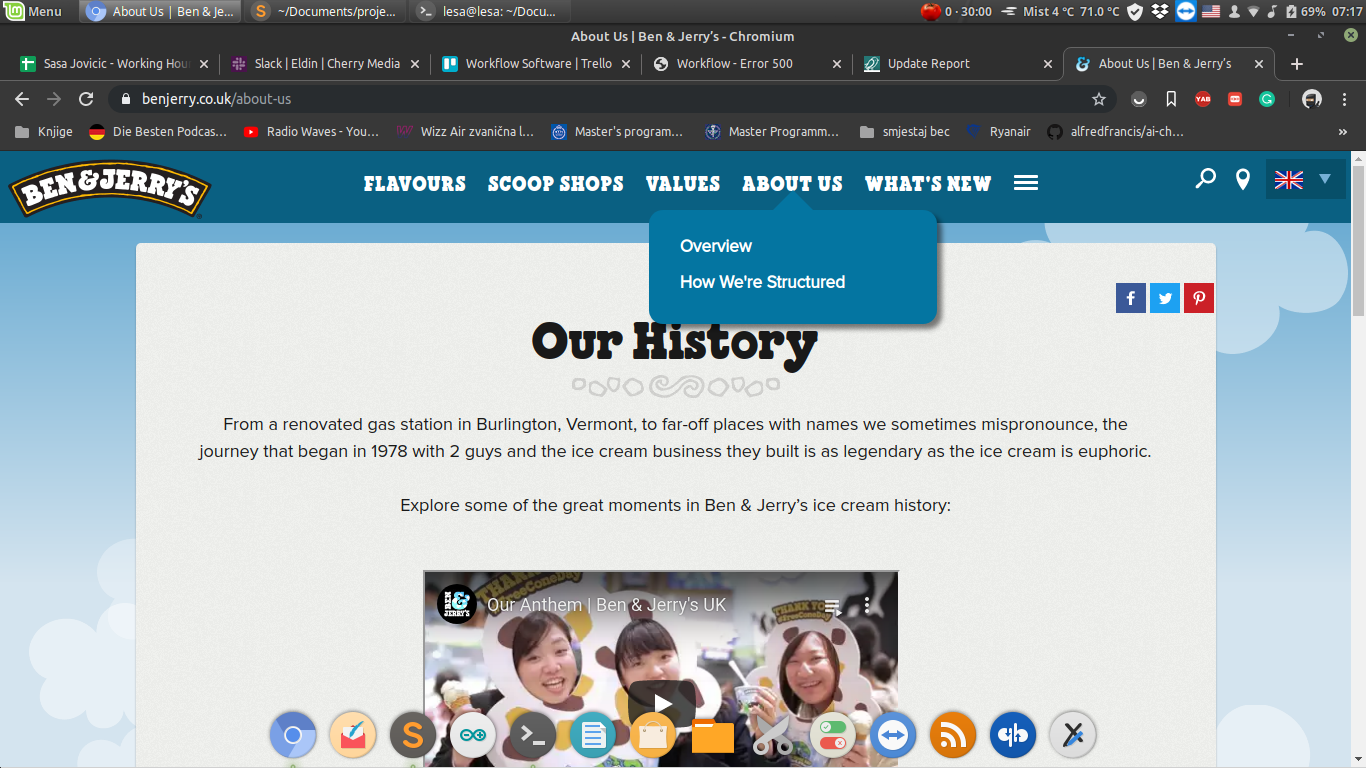 Menu
About Us | Ben & Je...
~/Documents/proje...
lesa@lesa: ~/Docu...
0 · 30:00
Mist 4 °C
71.0 °C
69%
07:17
About Us | Ben & Jerry’s - Chromium
Sasa Jovicic - Working Hou
Slack | Eldin | Cherry Media
Workflow Software | Trello
Workflow - Error 500
Update Report
About Us | Ben & Jerry’s
benjerry.co.uk/about-us
YAB
Knjige
Die Besten Podcas...
Radio Waves - You...
Wizz Air zvanična l...
Master's program...
Master Programm...
smjestaj bec
Ryanair
alfredfrancis/ai-ch...
BEN & JERRY'S
FLAVOURS
SCOOP SHOPS
VALUES
ABOUT US
WHAT'S NEW
Overview
How We're Structured
Our History
From a renovated gas station in Burlington, Vermont, to far-off places with names we sometimes mispronounce, the
journey that began in 1978 with 2 guys and the ice cream business they built is as legendary as the ice cream is euphoric.
Explore some of the great moments in Ben & Jerry’s ice cream history:
BEN & JERRY'S
Our Anthem | Ben & Jerry's UK
THANK YOU
#FreeConeDay
THANK YOU
#FreeConeDay